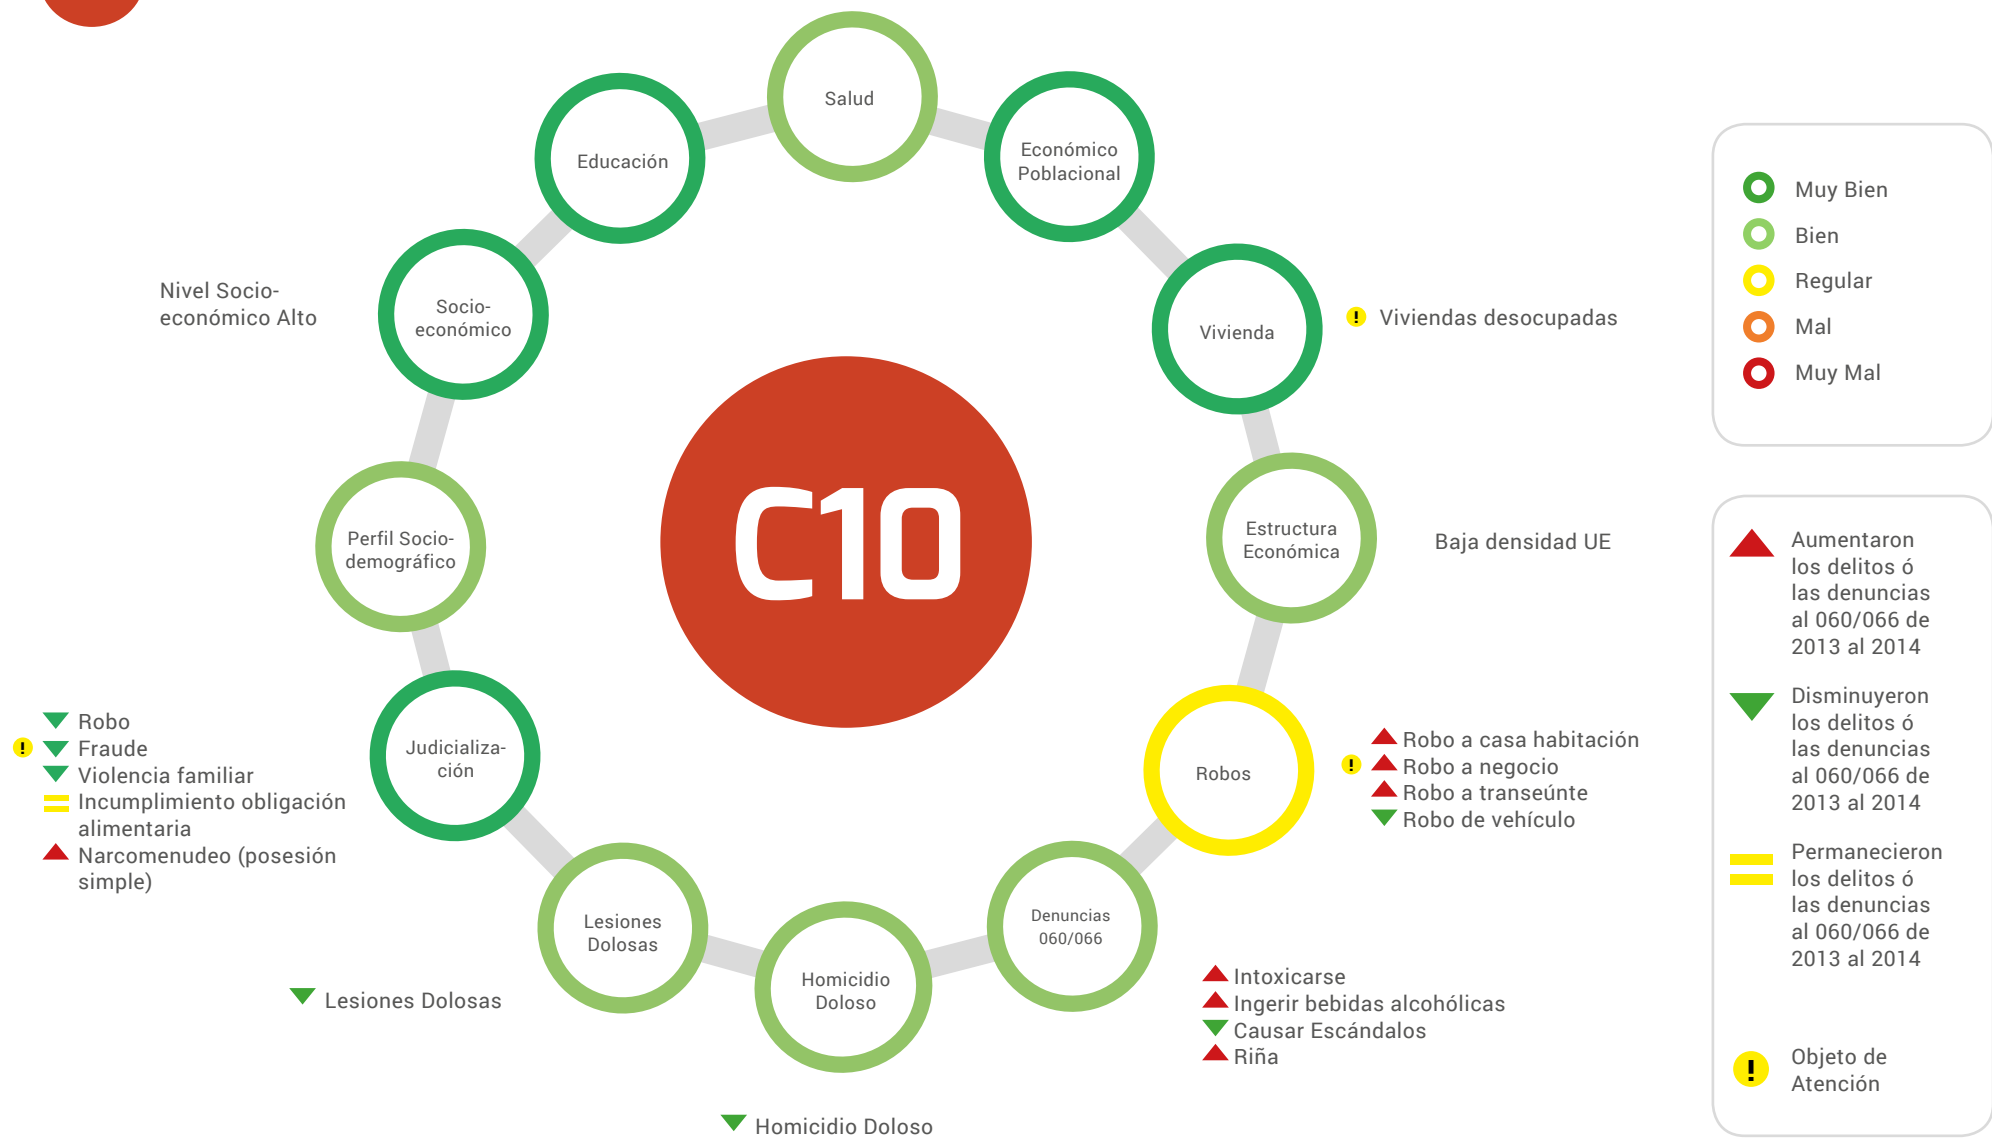 Salud
Educación
Económico
Poblacional
Socio-
económico
Nivel Socio-
económico Alto
Vivienda
! Viviendas desocupadas
Perfil Socio-
demográfico
C10
Estructura
Económica
Baja densidad UE
Judicializa-
ción
Robo
! Fraude
Violencia familiar
Incumplimiento obligación
alimentaria
Narcomenudeo (posesión
simple)
Robos
Robo a casa habitación
! Robo a negocio
Robo a transeúnte
Robo de vehículo
Lesiones
Dolosas
Lesiones Dolosas
Homicidio
Doloso
Homicidio Doloso
Denuncias
060/066
Intoxicarse
Ingerir bebidas alcohólicas
Causar Escándalos
Riña
Muy Bien
Bien
Regular
Mal
Muy Mal
Aumentaron
los delitos ó
las denuncias
al 060/066 de
2013 al 2014
Disminuyeron
los delitos ó
las denuncias
al 060/066 de
2013 al 2014
Permanecieron
los delitos ó
las denuncias
al 060/066 de
2013 al 2014
! Objeto de
Atención